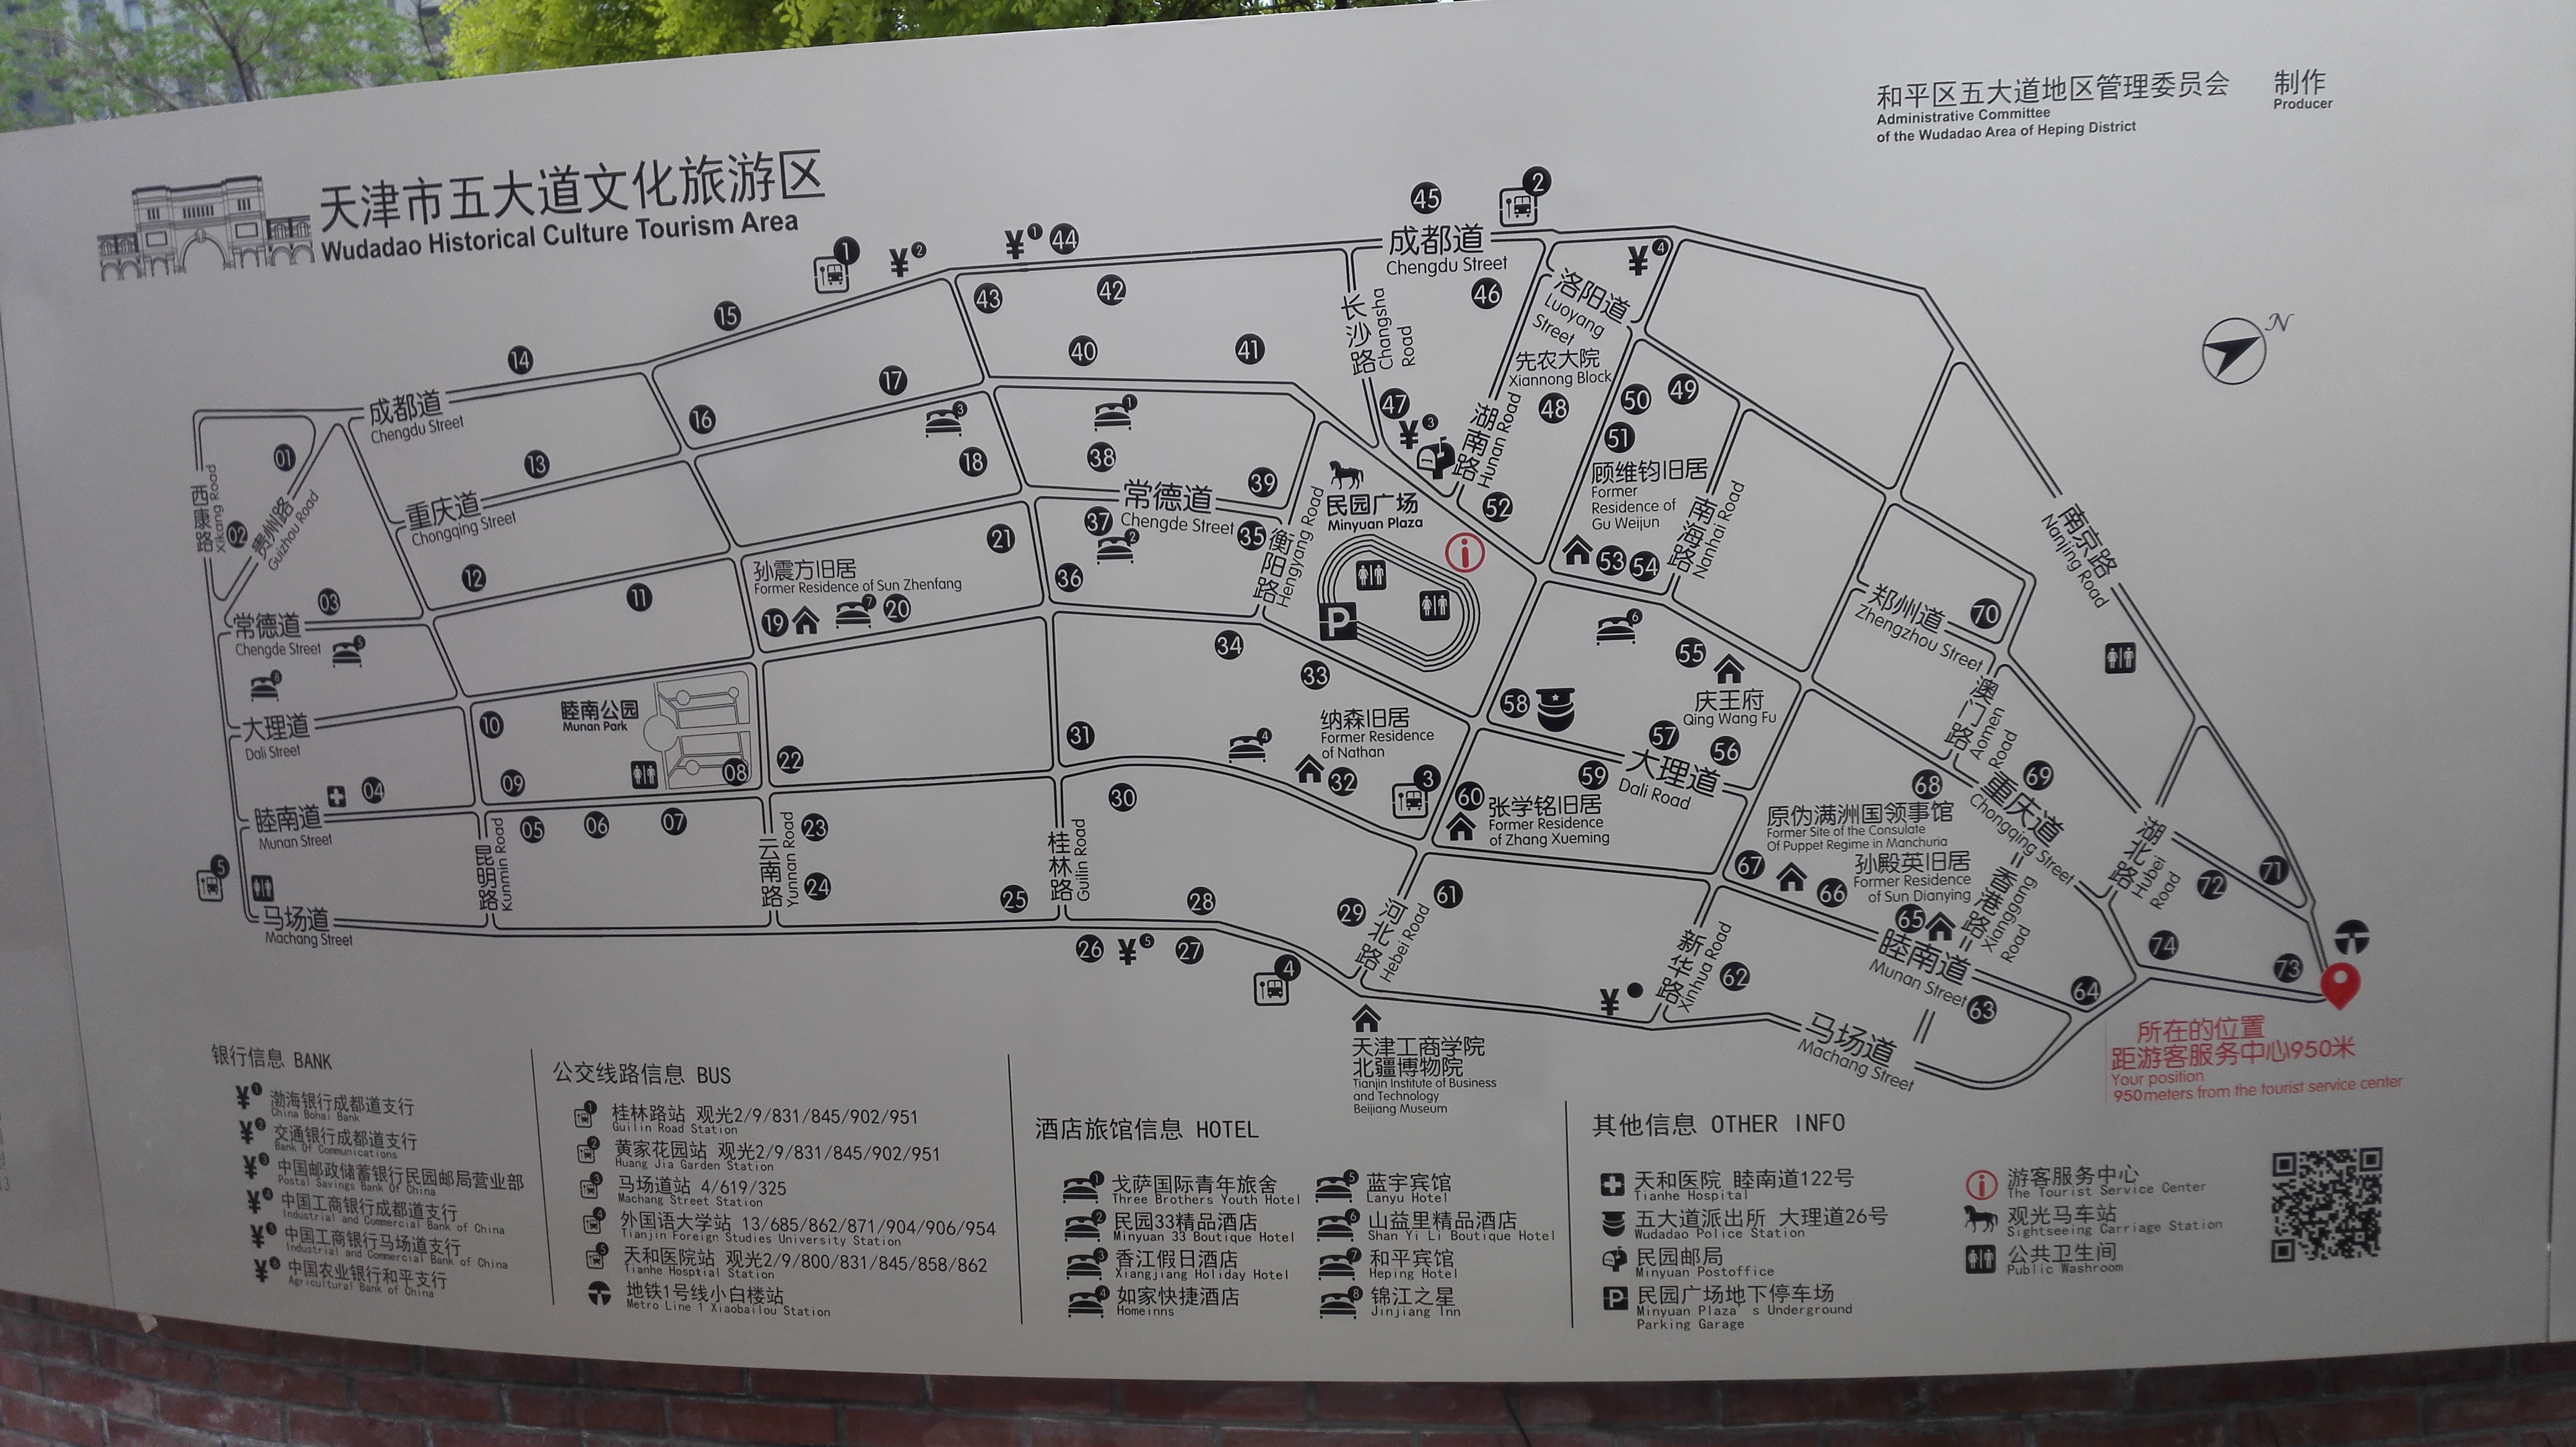 和平区五大道地区管理委员会 制作
Administrative Committee Producer
of the Wudadao Area of Heping District
天津市五大道文化旅游区
Wudadao Historical Culture Tourism Area
N
45
2
1
¥2
¥1 44
成都道
Chengdu Street
¥4
15
43
42
46
洛阳道
Luoyang
Street
长沙路
Changsha
Road
14
40
41
17
先农大院
Xiannong Block
成都道
Chengdu Street
16
3
1
47
¥3
湖南路
Hunan Road
48
50
49
51
01
13
18
38
39
顾维钧旧居
Former
Residence of
Gu Weijun
西康路
Xikang Road
02
贵州路
Guizhou Road
重庆道
Chongqing Street
常德道
Chengde Street
民园广场
Minyuan Plaza
52
南海路
Nanhai Road
南京路
Nanjing Road
21
37
2
35
衡阳路
Hengyang Road
i
53
54
12
11
孙震方旧居
Former Residence of Sun Zhenfang
36
03
19
7
20
P
6
郑州道
Zhengzhou Street
70
常德道
Chengde Street
5
34
33
55
8
庆王府
Qing Wang Fu
澳门路
Aomen
Road
睦南公园
Munan Park
10
58
大理道
Dali Street
纳森旧居
Former Residence
of Nathan
31
4
57
56
22
08
09
04
32
3
60
59
大理道
Dali Road
68
69
重庆道
Chongqing Street
30
张学铭旧居
Former Residence
of Zhang Xueming
原伪满洲国领事馆
Former Site of the Consulate
Of Puppet Regime in Manchuria
睦南道
Munan Street
05
06
07
23
云南路
Yunnan Road
昆明路
Kunmin Road
桂林路
Guilin Road
湖北路
Hubei
Road
67
66
孙殿英旧居
Former Residence
of Sun Dianying
香港路
Xianggang
Road
71
72
5
24
25
28
29
61
河北路
Hebei Road
65
马场道
Machang Street
26
¥5
27
新华路
Xinhua Road
睦南道
Munan Street
74
73
4
62
64
63
¥
马场道
Machang Street
天津工商学院
北疆博物院
Tianjin Institute of Business
and Technology
Beijiang Museum
所在的位置
距游客服务中心950米
Your position
950meters from the tourist service center
银行信息 BANK
¥1 渤海银行成都道支行
China Bohai Bank
¥2 交通银行成都道支行
Bank Of Communications
¥3 中国邮政储蓄银行民园邮局营业部
Postal Savings Bank Of China
¥4 中国工商银行成都道支行
Industrial and Commercial Bank of China
¥5 中国工商银行马场道支行
Industrial and Commercial Bank of China
¥6 中国农业银行和平支行
Agricultural Bank of China
公交线路信息 BUS
1 桂林路站 观光2/9/831/845/902/951
Guilin Road Station
2 黄家花园站 观光2/9/831/845/902/951
Huang Jia Garden Station
3 马场道站 4/619/325
Machang Street Station
4 外国语大学站 13/685/862/871/904/906/954
Tianjin Foreign Studies University Station
5 天和医院站 观光2/9/800/831/845/858/862
Tianhe Hosptial Station
地铁1号线小白楼站
Metro Line 1 Xiaobailou Station
酒店旅馆信息 HOTEL
1 戈萨国际青年旅舍
Three Brothers Youth Hotel
2 民园33精品酒店
Minyuan 33 Boutique Hotel
3 香江假日酒店
Xiangjiang Holiday Hotel
4 如家快捷酒店
Homeinns
5 蓝宇宾馆
Lanyu Hotel
6 山益里精品酒店
Shan Yi Li Boutique Hotel
7 和平宾馆
Heping Hotel
8 锦江之星
Jinjiang Inn
其他信息 OTHER INFO
天和医院 睦南道122号
Tianhe Hospital
五大道派出所 大理道26号
Wudadao Police Station
民园邮局
Minyuan Postoffice
P 民园广场地下停车场
Minyuan Plaza's Underground
Parking Garage
i 游客服务中心
The Tourist Service Center
观光马车站
Sightseeing Carriage Station
公共卫生间
Public Washroom